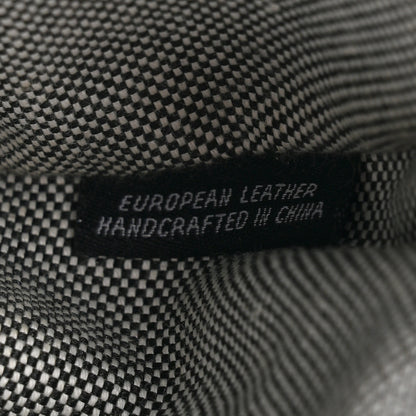 EUROPEAN LEATHER
HANDCRAFTED IN CHINA